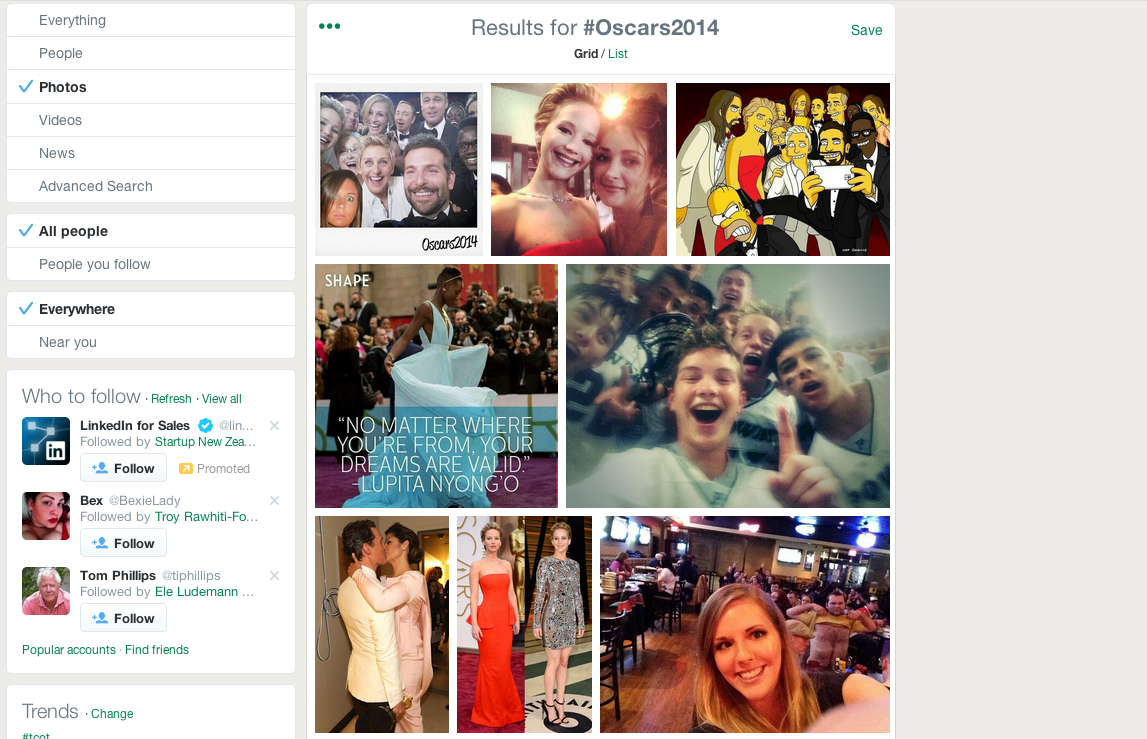 Everything
People
Photos
Videos
News
Advanced Search
All people
People you follow
Everywhere
Near you
Who to follow · Refresh · View all
LinkedIn for Sales @lin...
Followed by Startup New Zea...
Follow
Promoted
Bex @BexieLady
Followed by Troy Rawhiti-Fo...
Follow
Tom Phillips @tiphillips
Followed by Ele Ludemann ...
Follow
Popular accounts · Find friends
Trends · Change
#tcot
Results for #Oscars2014
Save
Grid / List
Oscars2014
SHAPE
“NO MATTER WHERE
YOU’RE FROM, YOUR
DREAMS ARE VALID.”
-LUPITA NYONG’O